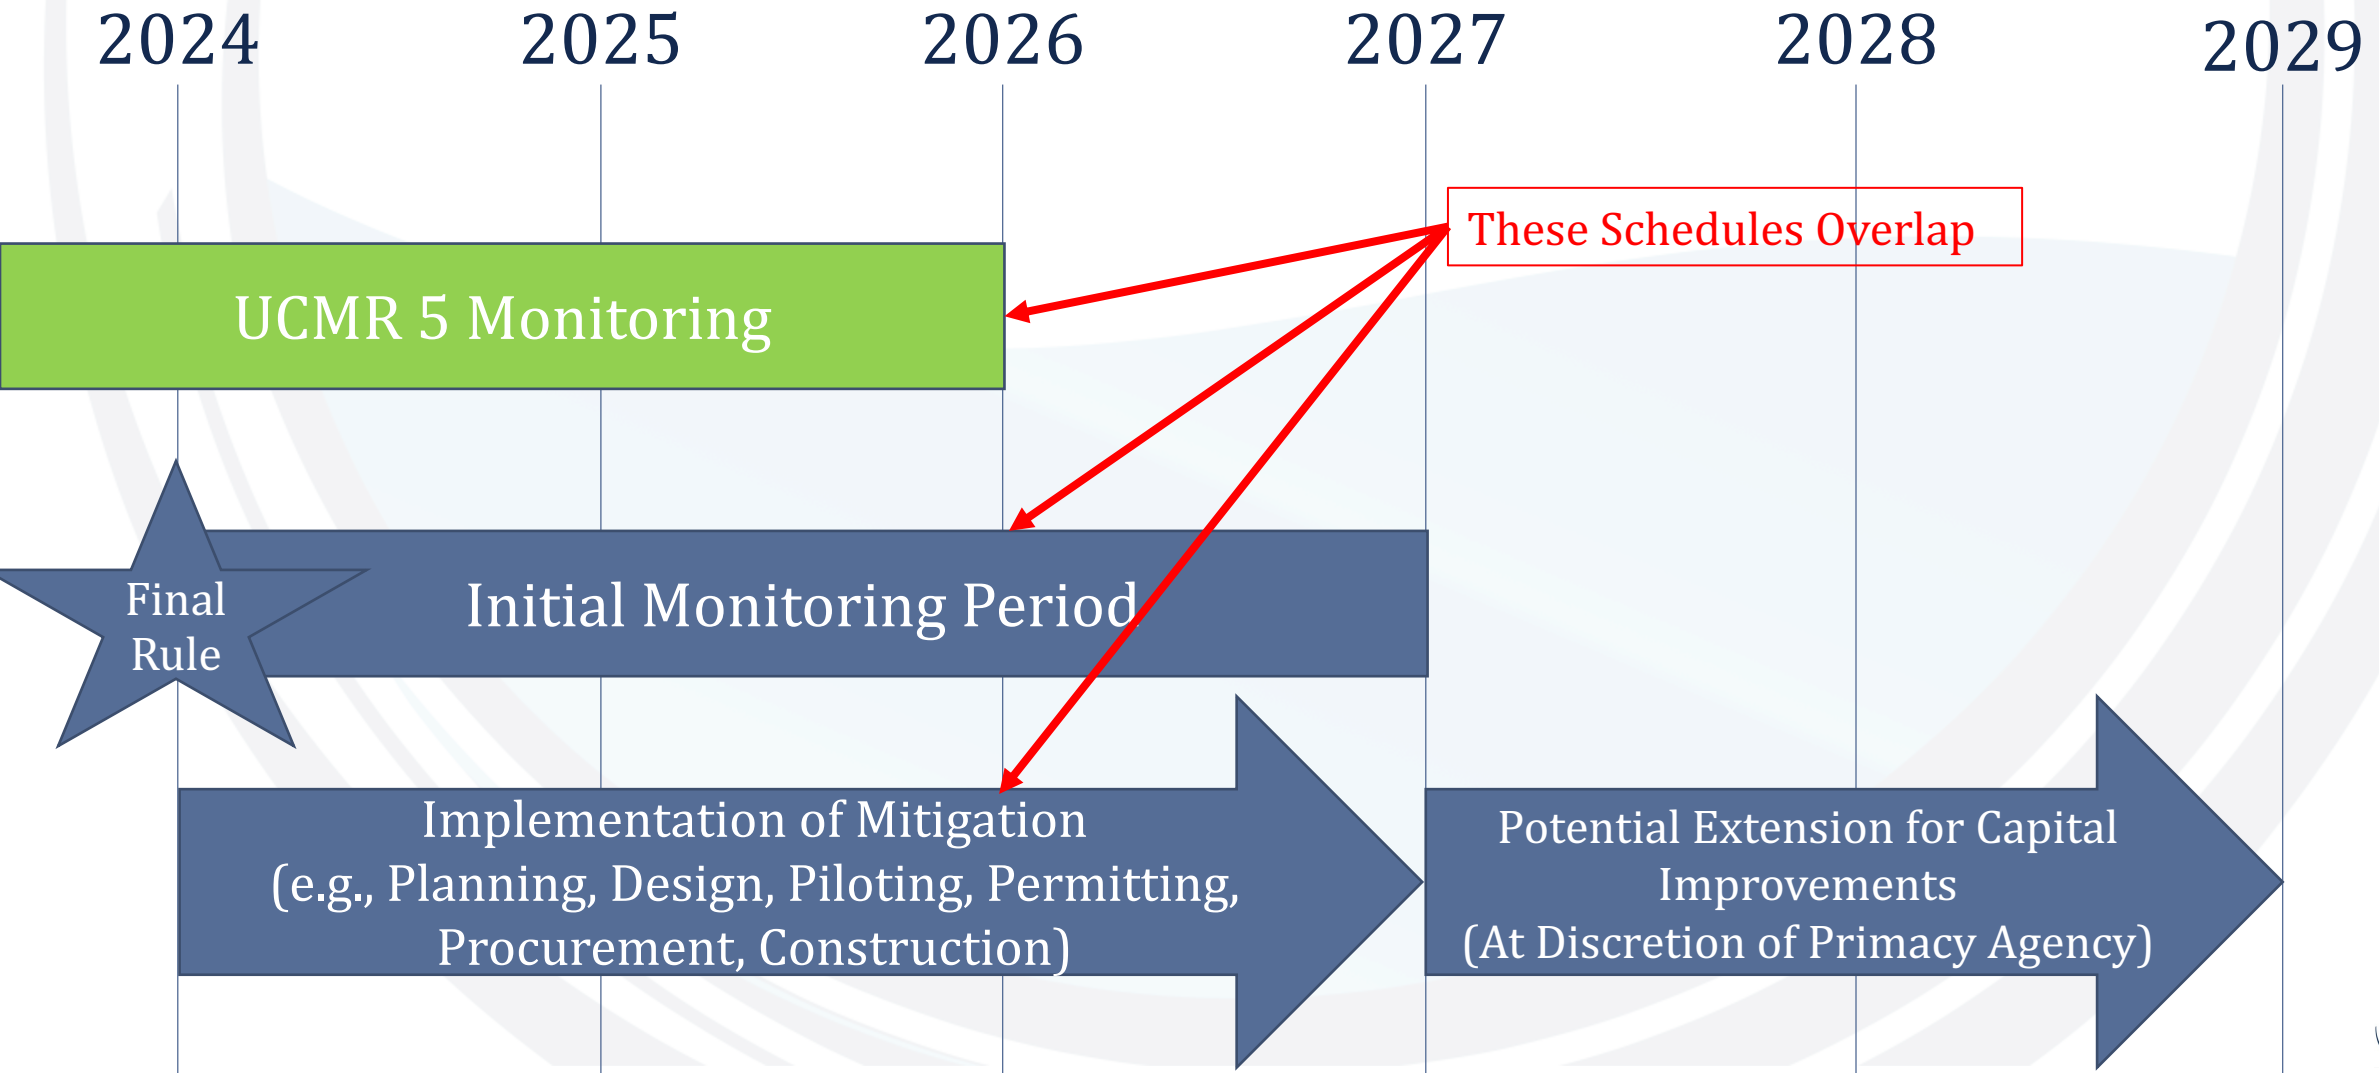 2024 2025 2026 2027 2028 2029
These Schedules Overlap
UCMR 5 Monitoring
Final
Rule
Initial Monitoring Period
Implementation of Mitigation
(e.g., Planning, Design, Piloting, Permitting,
Procurement, Construction)
Potential Extension for Capital
Improvements
(At Discretion of Primacy Agency)